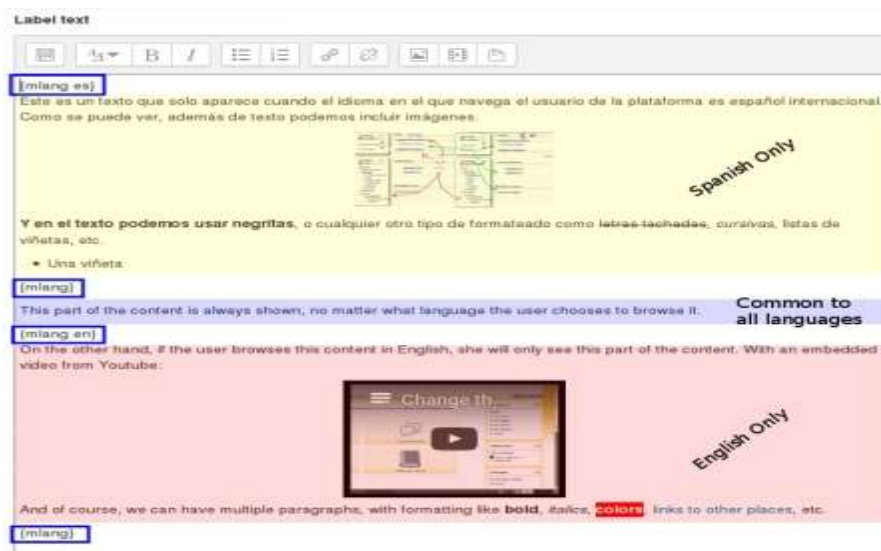 Label text
B I
{mlang es}
Este es un texto que solo aparece cuando el idioma en el que navega el usuario de la plataforma es español internacional.
Como se puede ver, además de texto podemos incluir imágenes.
Spanish Only
Y en el texto podemos usar negritas, o cualquier otro tipo de formateado como letras tachadas, cursivas, listas de
viñetas, etc.
• Una viñeta
{mlang}
This part of the content is always shown, no matter what language the user chooses to browse it.
Common to
all languages
{mlang en}
On the other hand, if the user browses this content in English, she will only see this part of the content. With an embedded
video from Youtube:
Change th...
English Only
And of course, we can have multiple paragraphs, with formatting like bold, italics, colors, links to other places, etc.
{mlang}